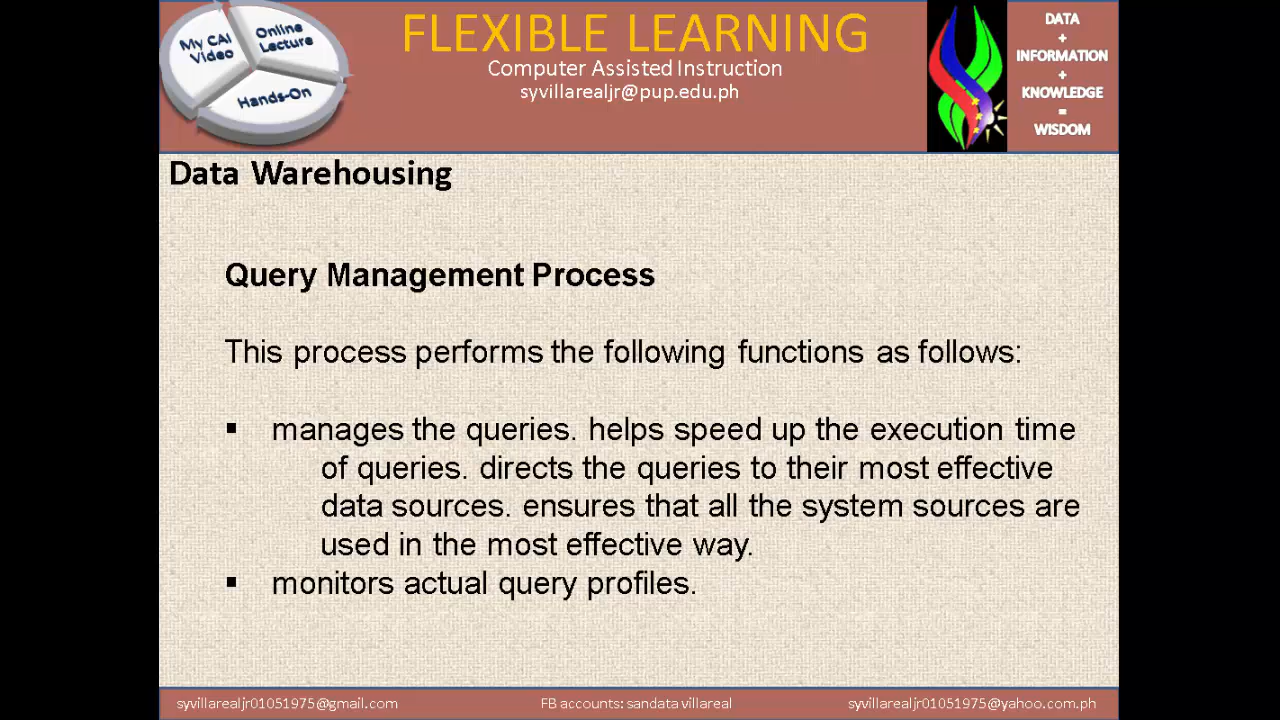 My CAI
Video
Online
Lecture
Hands-On
FLEXIBLE LEARNING
Computer Assisted Instruction
syvillarealjr@pup.edu.ph
DATA
+
INFORMATION
+
KNOWLEDGE
=
WISDOM
Data Warehousing
Query Management Process
This process performs the following functions as follows:
▪ manages the queries. helps speed up the execution time
of queries. directs the queries to their most effective
data sources. ensures that all the system sources are
used in the most effective way.
▪ monitors actual query profiles.
syvillarealjr01051975@gmail.com
FB accounts: sandata villareal
syvillarealjr01051975@yahoo.com.ph